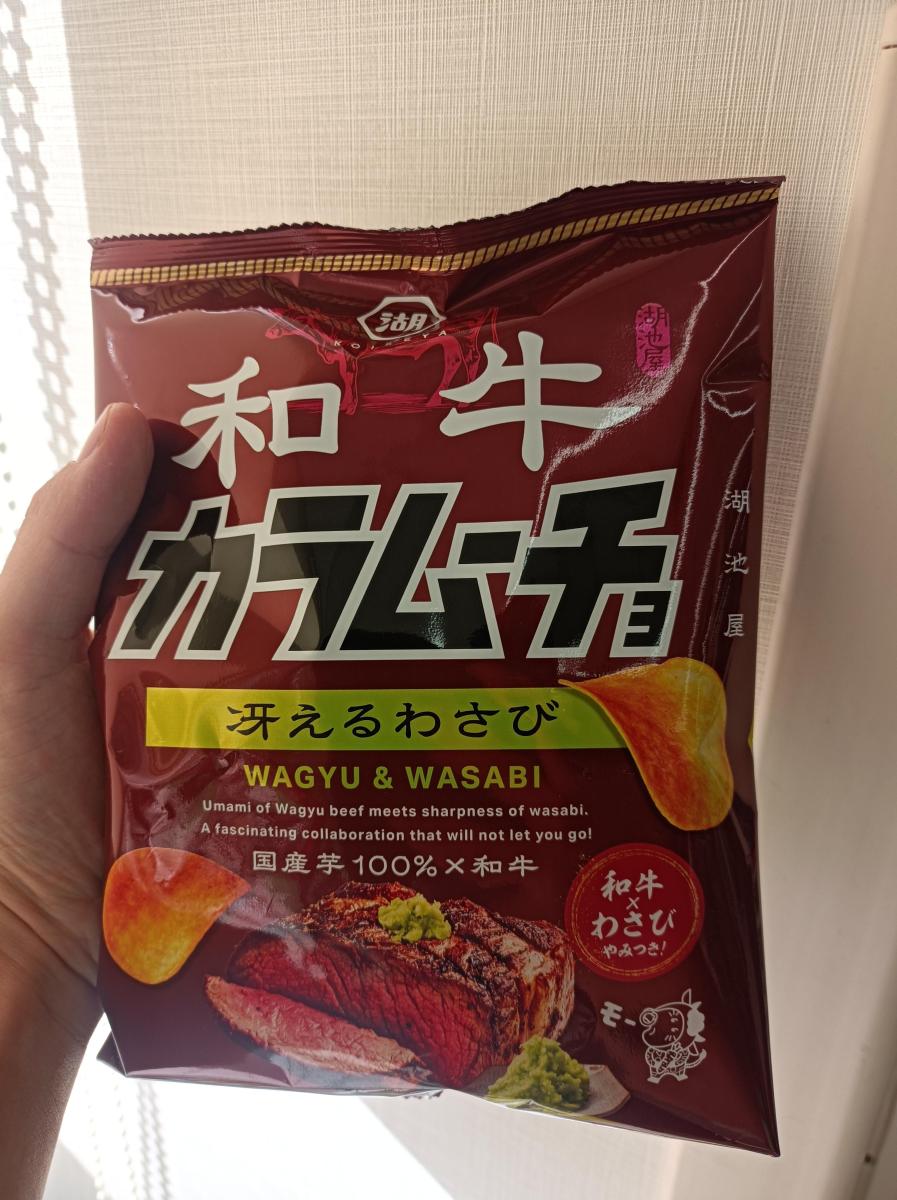 湖
KOIKEYA
湖池屋
和牛
カラムーチョ
湖池屋
冴えるわさび
WAGYU & WASABI
Umami of Wagyu beef meets sharpness of wasabi.
A fascinating collaboration that will not let you go!
国産芋100%×和牛
和牛
×
わさび
やみつき!
モー